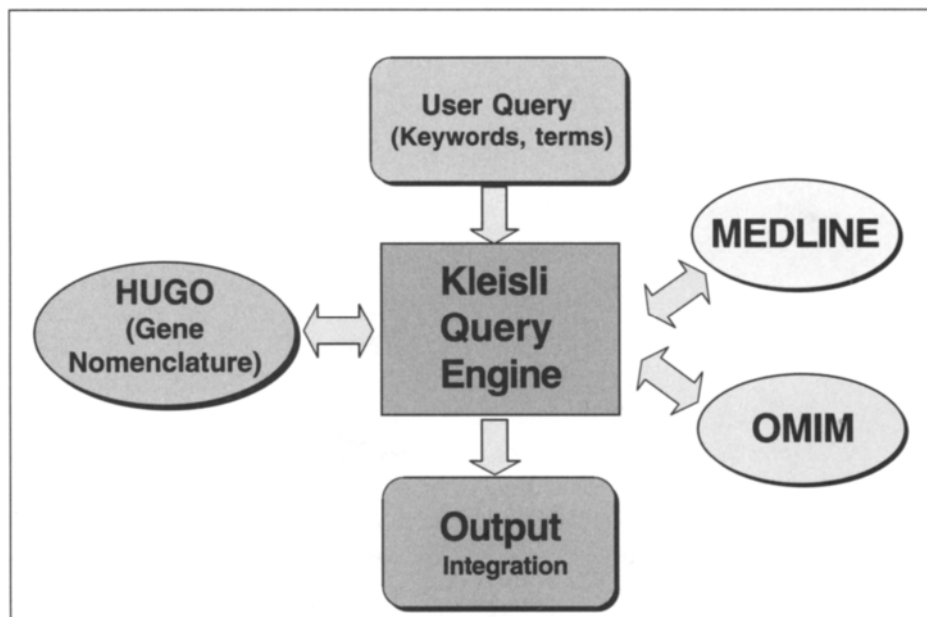 User Query
(Keywords, terms)
MEDLINE
HUGO
(Gene
Nomenclature)
Kleisli
Query
Engine
OMIM
Output
Integration